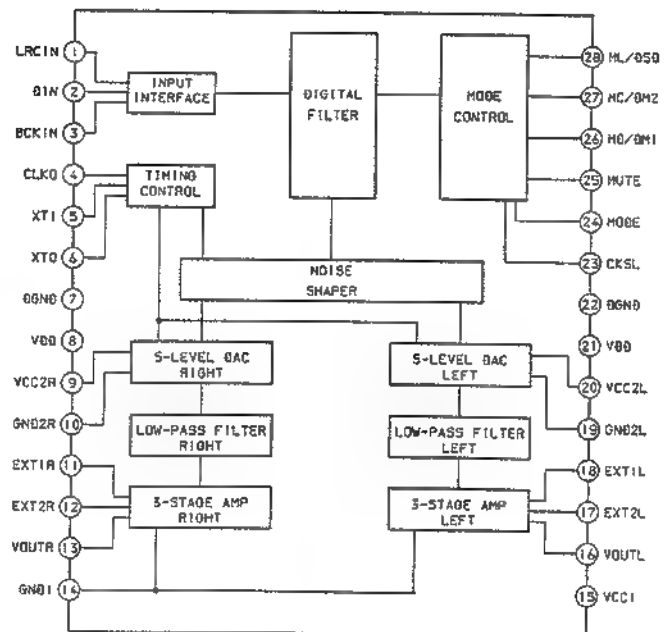 LRCIN 1
DIN 2
BCKIN 3
CLKO 4
XTI 5
XTO 6
DGND 7
VDD 8
VCC2R 9
GND2R 10
EXT1R 11
EXT2R 12
VOUTR 13
GND1 14
INPUT
INTERFACE
TIMING
CONTROL
DIGITAL
FILTER
MODE
CONTROL
NOISE
SHAPER
5-LEVEL DAC
RIGHT
LOW-PASS FILTER
RIGHT
3-STAGE AMP
RIGHT
5-LEVEL DAC
LEFT
LOW-PASS FILTER
LEFT
3-STAGE AMP
LEFT
28 ML/DSD
27 MC/DM2
26 MD/DM1
25 MUTE
24 MODE
23 CKSL
22 DGND
21 VDD
20 VCC2L
19 GND2L
18 EXT1L
17 EXT2L
16 VOUTL
15 VCC1